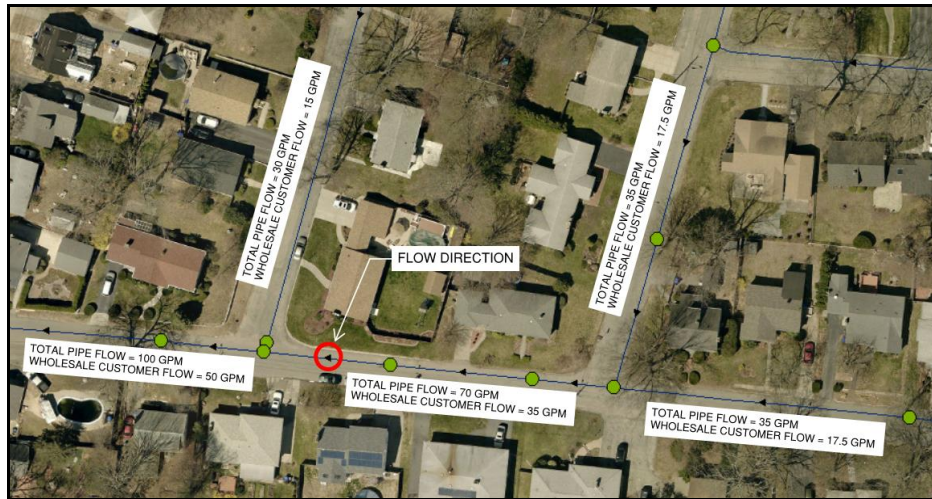 TOTAL PIPE FLOW = 30 GPM
WHOLESALE CUSTOMER FLOW = 15 GPM
TOTAL PIPE FLOW = 35 GPM
WHOLESALE CUSTOMER FLOW = 17.5 GPM
FLOW DIRECTION
TOTAL PIPE FLOW = 100 GPM
WHOLESALE CUSTOMER FLOW = 50 GPM
TOTAL PIPE FLOW = 70 GPM
WHOLESALE CUSTOMER FLOW = 35 GPM
TOTAL PIPE FLOW = 35 GPM
WHOLESALE CUSTOMER FLOW = 17.5 GPM